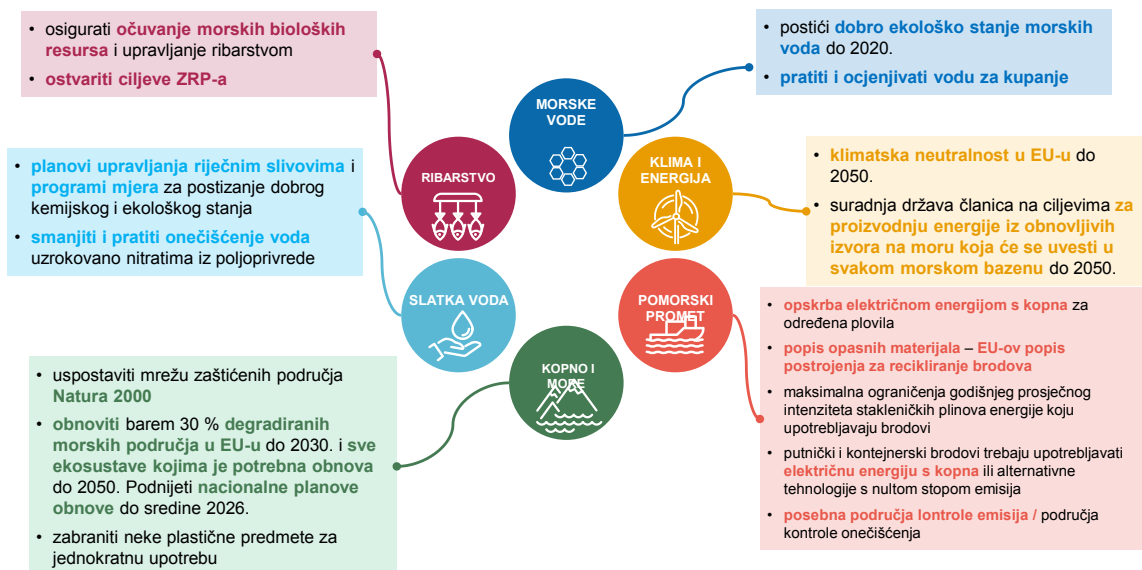 • osigurati očuvanje morskih bioloških
resursa i upravljanje ribarstvom
• ostvariti ciljeve ZRP-a
• postići dobro ekološko stanje morskih
voda do 2020.
• pratiti i ocjenjivati vodu za kupanje
MORSKE
VODE
RIBARSTVO
KLIMA I
ENERGIJA
• planovi upravljanja riječnim slivovima i
programi mjera za postizanje dobrog
kemijskog i ekološkog stanja
• smanjiti i pratiti onečišćenje voda
uzrokovano nitratima iz poljoprivrede
• klimatska neutralnost u EU-u do
2050.
• suradnja država članica na ciljevima za
proizvodnju energije iz obnovljivih
izvora na moru koja će se uvesti u
svakom morskom bazenu do 2050.
SLATKA VODA
POMORSKI
PROMET
KOPNO I
MORE
• uspostaviti mrežu zaštićenih područja
Natura 2000
• obnoviti barem 30 % degradiranih
morskih područja u EU-u do 2030. i sve
ekosustave kojima je potrebna obnova
do 2050. Podnijeti nacionalne planove
obnove do sredine 2026.
• zabraniti neke plastične predmete za
jednokratnu upotrebu
• opskrba električnom energijom s kopna za
određena plovila
• popis opasnih materijala – EU-ov popis
postrojenja za recikliranje brodova
• maksimalna ograničenja godišnjeg prosječnog
intenziteta stakleničkih plinova energije koju
upotrebljavaju brodovi
• putnički i kontejnerski brodovi trebaju upotrebljavati
električnu energiju s kopna ili alternativne
tehnologije s nultom stopom emisija
• posebna područja lontrole emisija / područja
kontrole onečišćenja